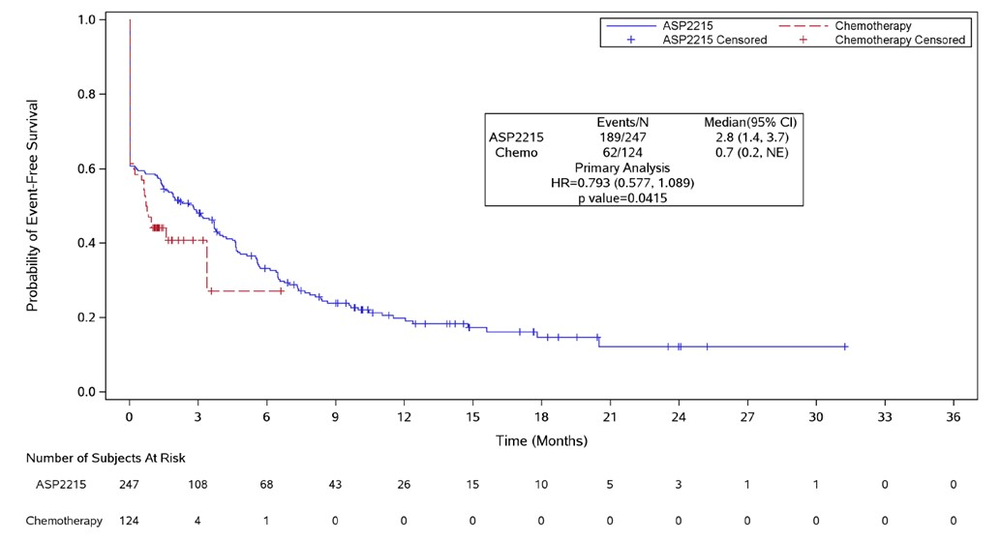 ASP2215 Chemotherapy
ASP2215 Censored Chemotherapy Censored
Probability of Event-Free Survival
1.0
0.8
0.6
0.4
0.2
0.0
Events/N Median(95% CI)
ASP2215 189/247 2.8 (1.4, 3.7)
Chemo 62/124 0.7 (0.2, NE)
Primary Analysis
HR=0.793 (0.577, 1.089)
p value=0.0415
0 3 6 9 12 15 18 21 24 27 30 33 36
Time (Months)
Number of Subjects At Risk
ASP2215 247 108 68 43 26 15 10 5 3 1 1 0 0
Chemotherapy 124 4 1 0 0 0 0 0 0 0 0 0 0